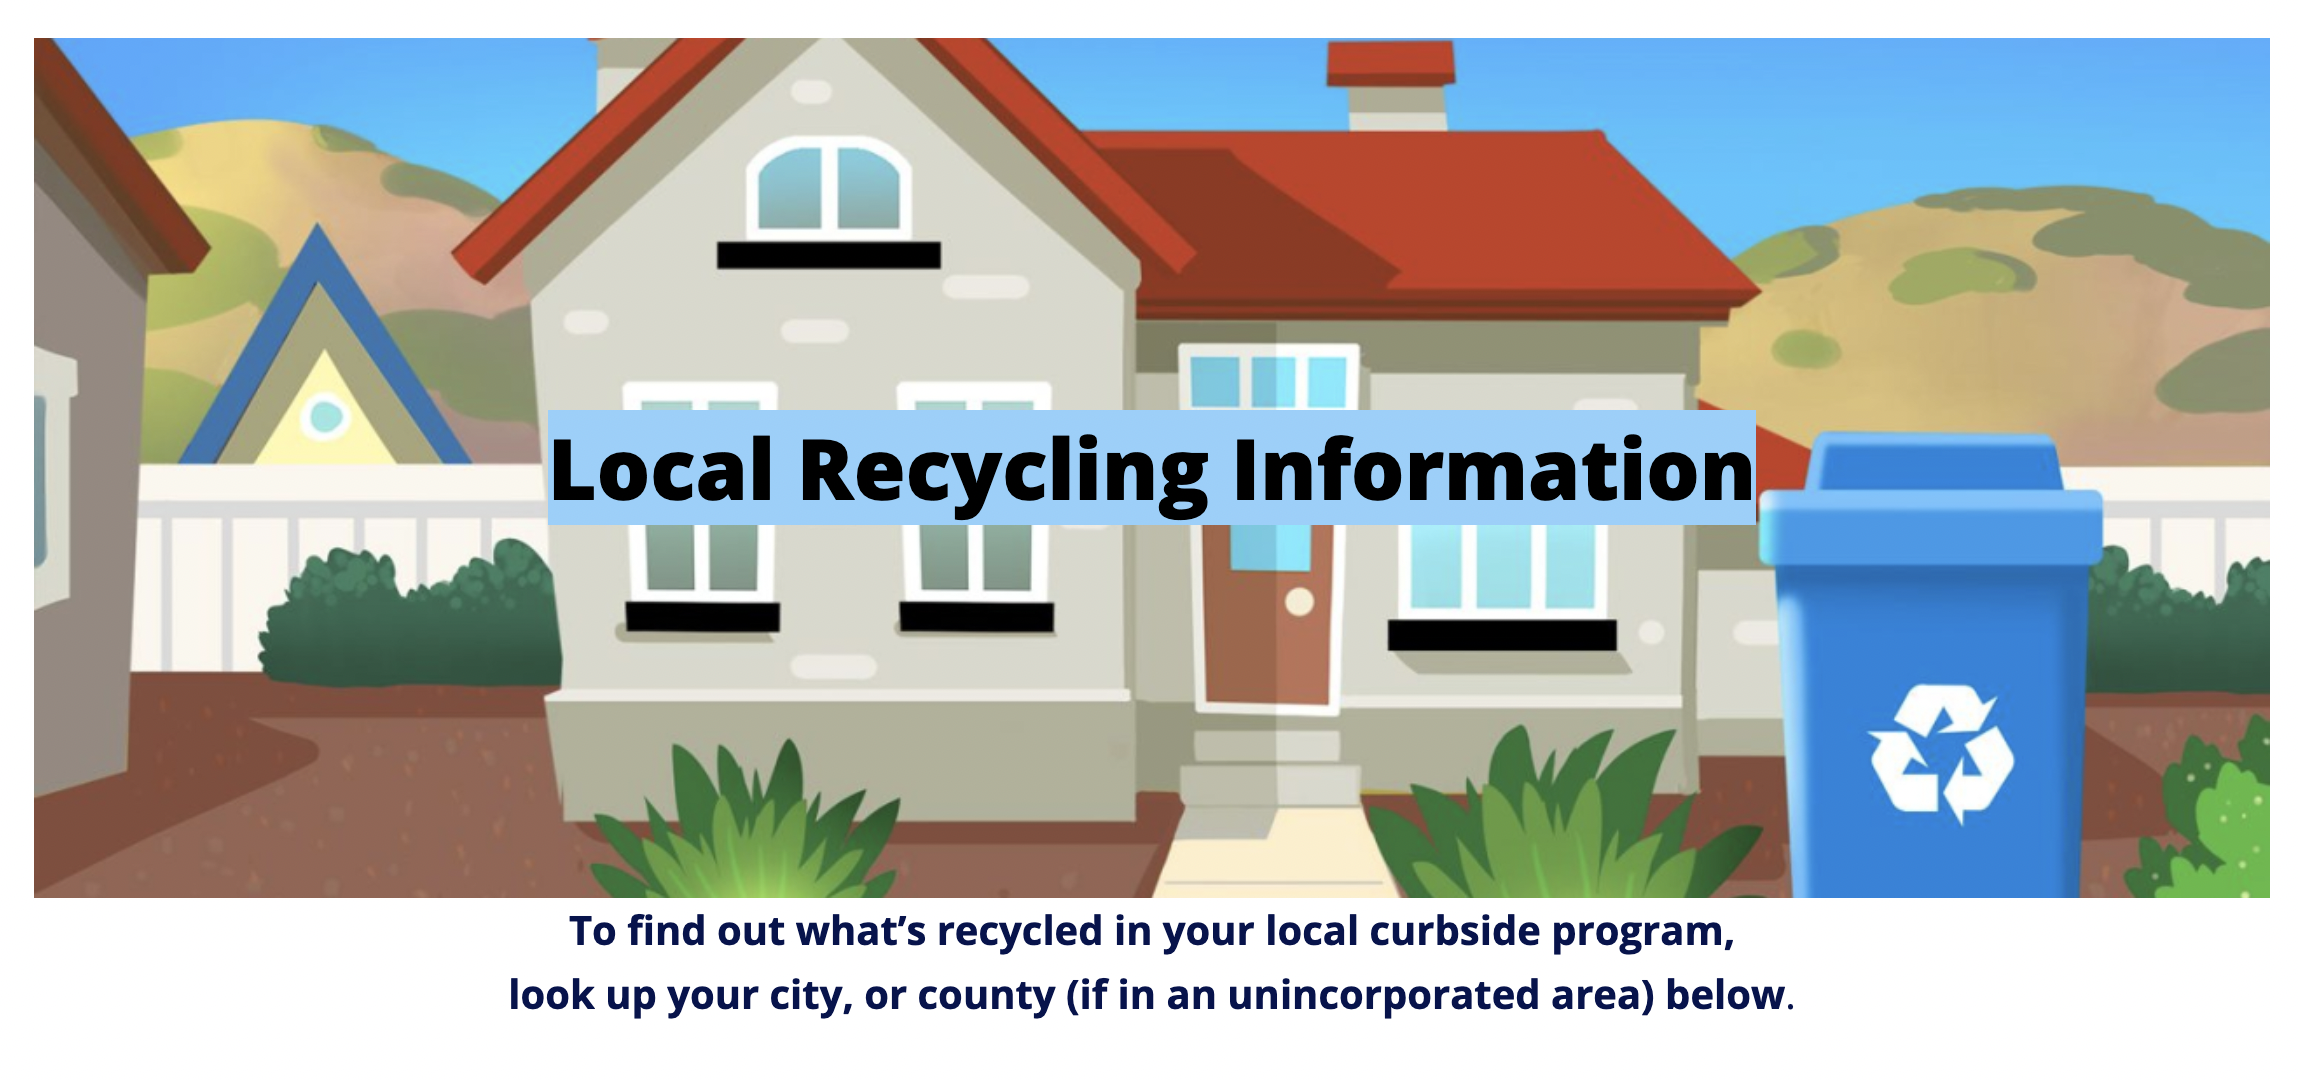 Local Recycling Information
To find out what’s recycled in your local curbside program,
look up your city, or county (if in an unincorporated area) below.